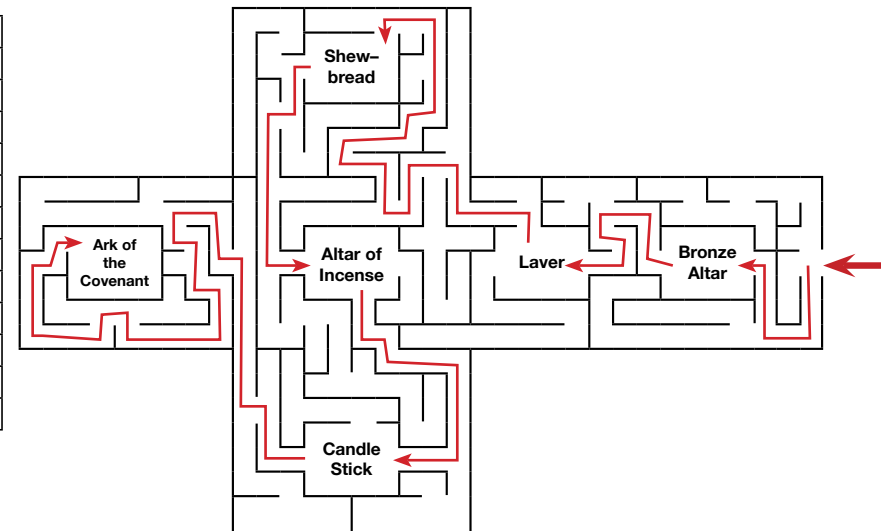 Shew–
bread
Ark of
the
Covenant
Altar of
Incense
Laver
Bronze
Altar
Candle
Stick